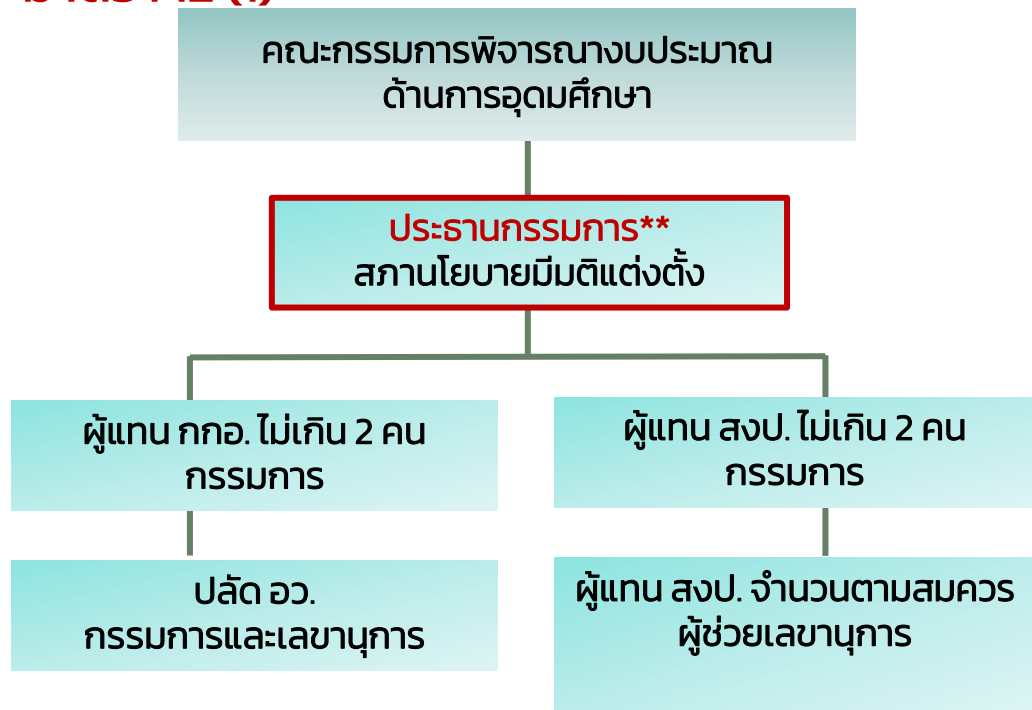 คณะกรรมการพิจารณางบประมาณ
ด้านการอุดมศึกษา
ประธานกรรมการ**
สภานโยบายมีมติแต่งตั้ง
ผู้แทน กกอ. ไม่เกิน 2 คน
กรรมการ
ผู้แทน สงป. ไม่เกิน 2 คน
กรรมการ
ปลัด อว.
กรรมการและเลขานุการ
ผู้แทน สงป. จำนวนตามสมควร
ผู้ช่วยเลขานุการ